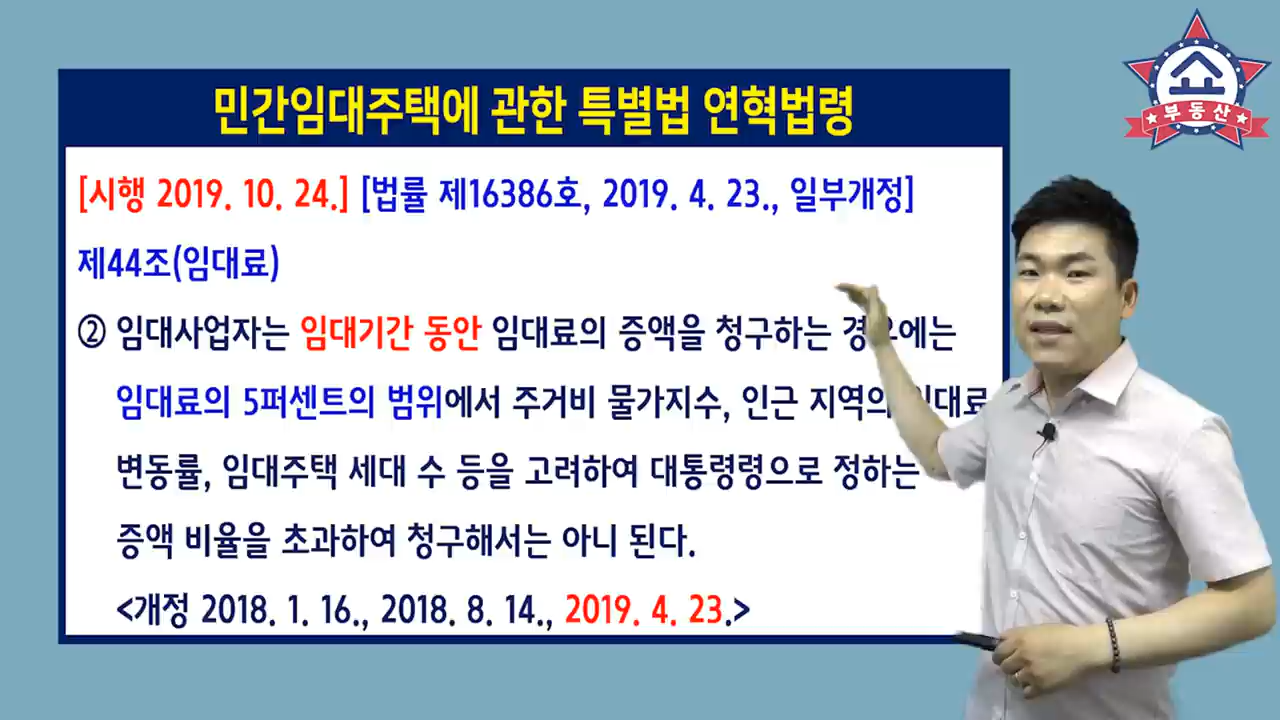 민간임대주택에 관한 특별법 연혁법령
부동산
[시행 2019. 10. 24.] [법률 제16386호, 2019. 4. 23., 일부개정]
제44조(임대료)
② 임대사업자는 임대기간 동안 임대료의 증액을 청구하는 경우에는
임대료의 5퍼센트의 범위에서 주거비 물가지수, 인근 지역의 임대료
변동률, 임대주택 세대 수 등을 고려하여 대통령령으로 정하는
증액 비율을 초과하여 청구해서는 아니 된다.
<개정 2018. 1. 16., 2018. 8. 14., 2019. 4. 23.>